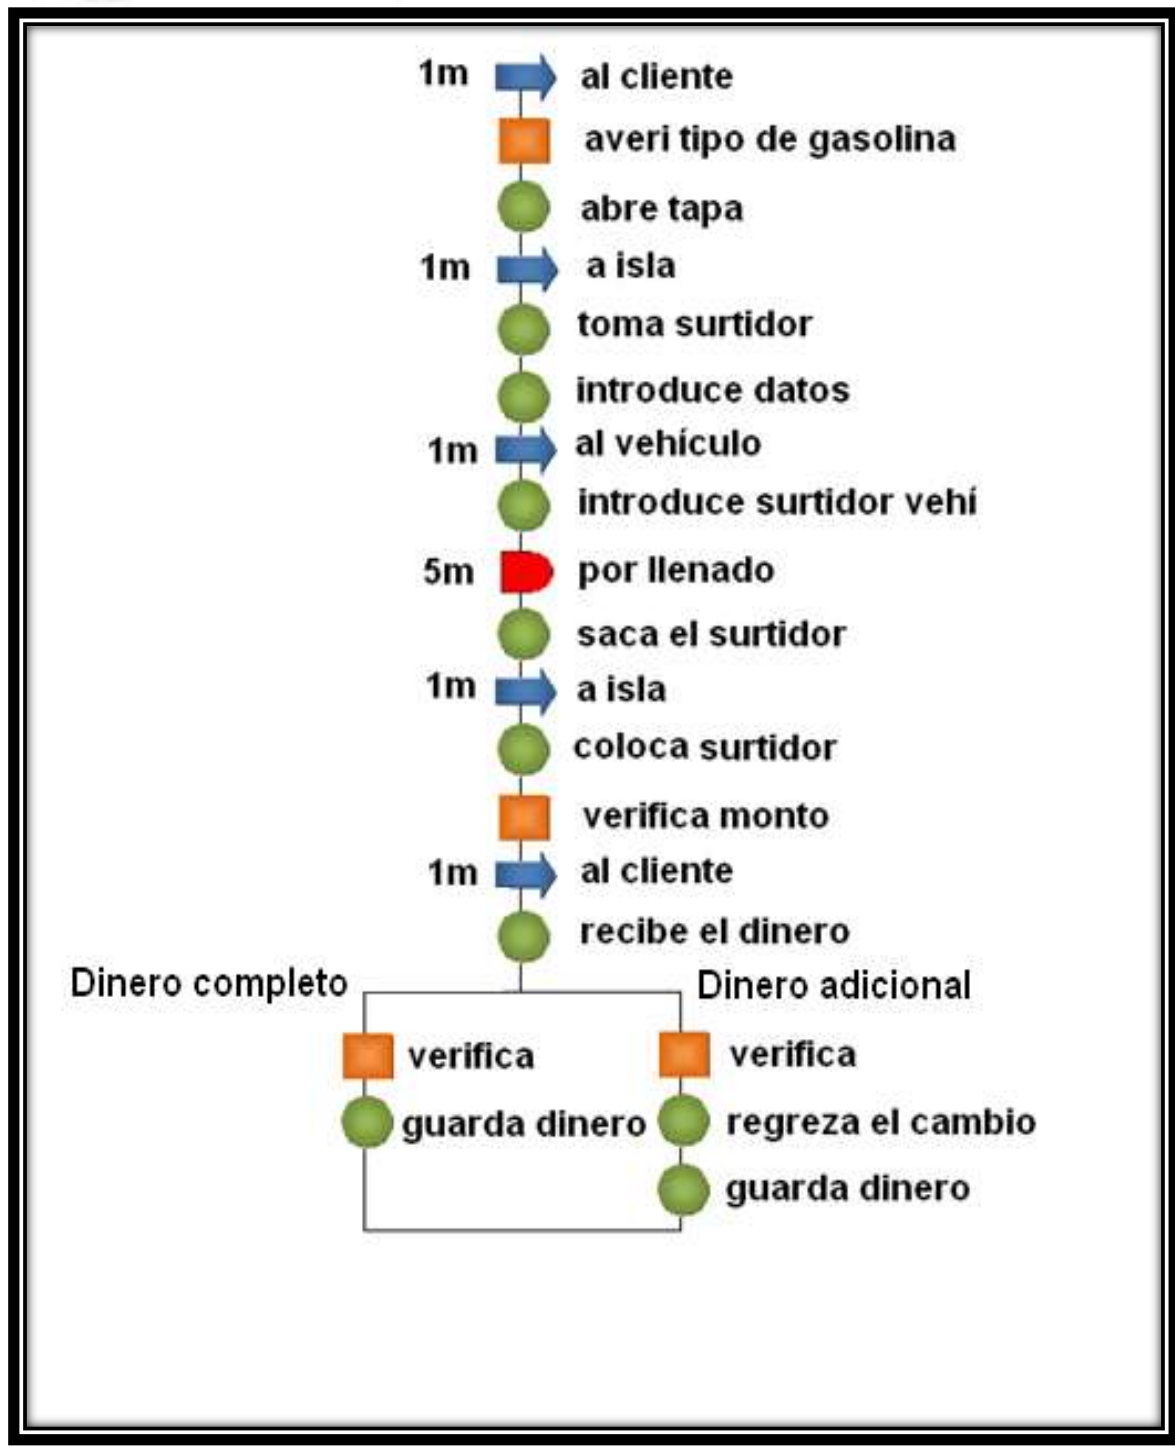 1m al cliente
averi tipo de gasolina
abre tapa
1m a isla
toma surtidor
introduce datos
1m al vehículo
introduce surtidor vehí
5m por llenado
saca el surtidor
1m a isla
coloca surtidor
verifica monto
1m al cliente
recibe el dinero
Dinero completo Dinero adicional
verifica verifica
guarda dinero regreza el cambio
guarda dinero